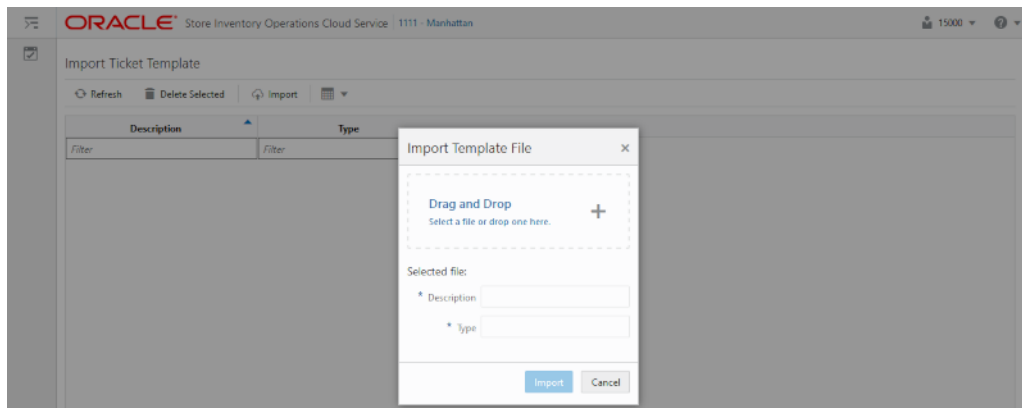 ORACLE® Store Inventory Operations Cloud Service 1111 - Manhattan 15000
Import Ticket Template
Refresh Delete Selected Import
Description Type
Filter Filter
Import Template File ×
Drag and Drop
Select a file or drop one here. +
Selected file:
* Description
* Type
Import Cancel